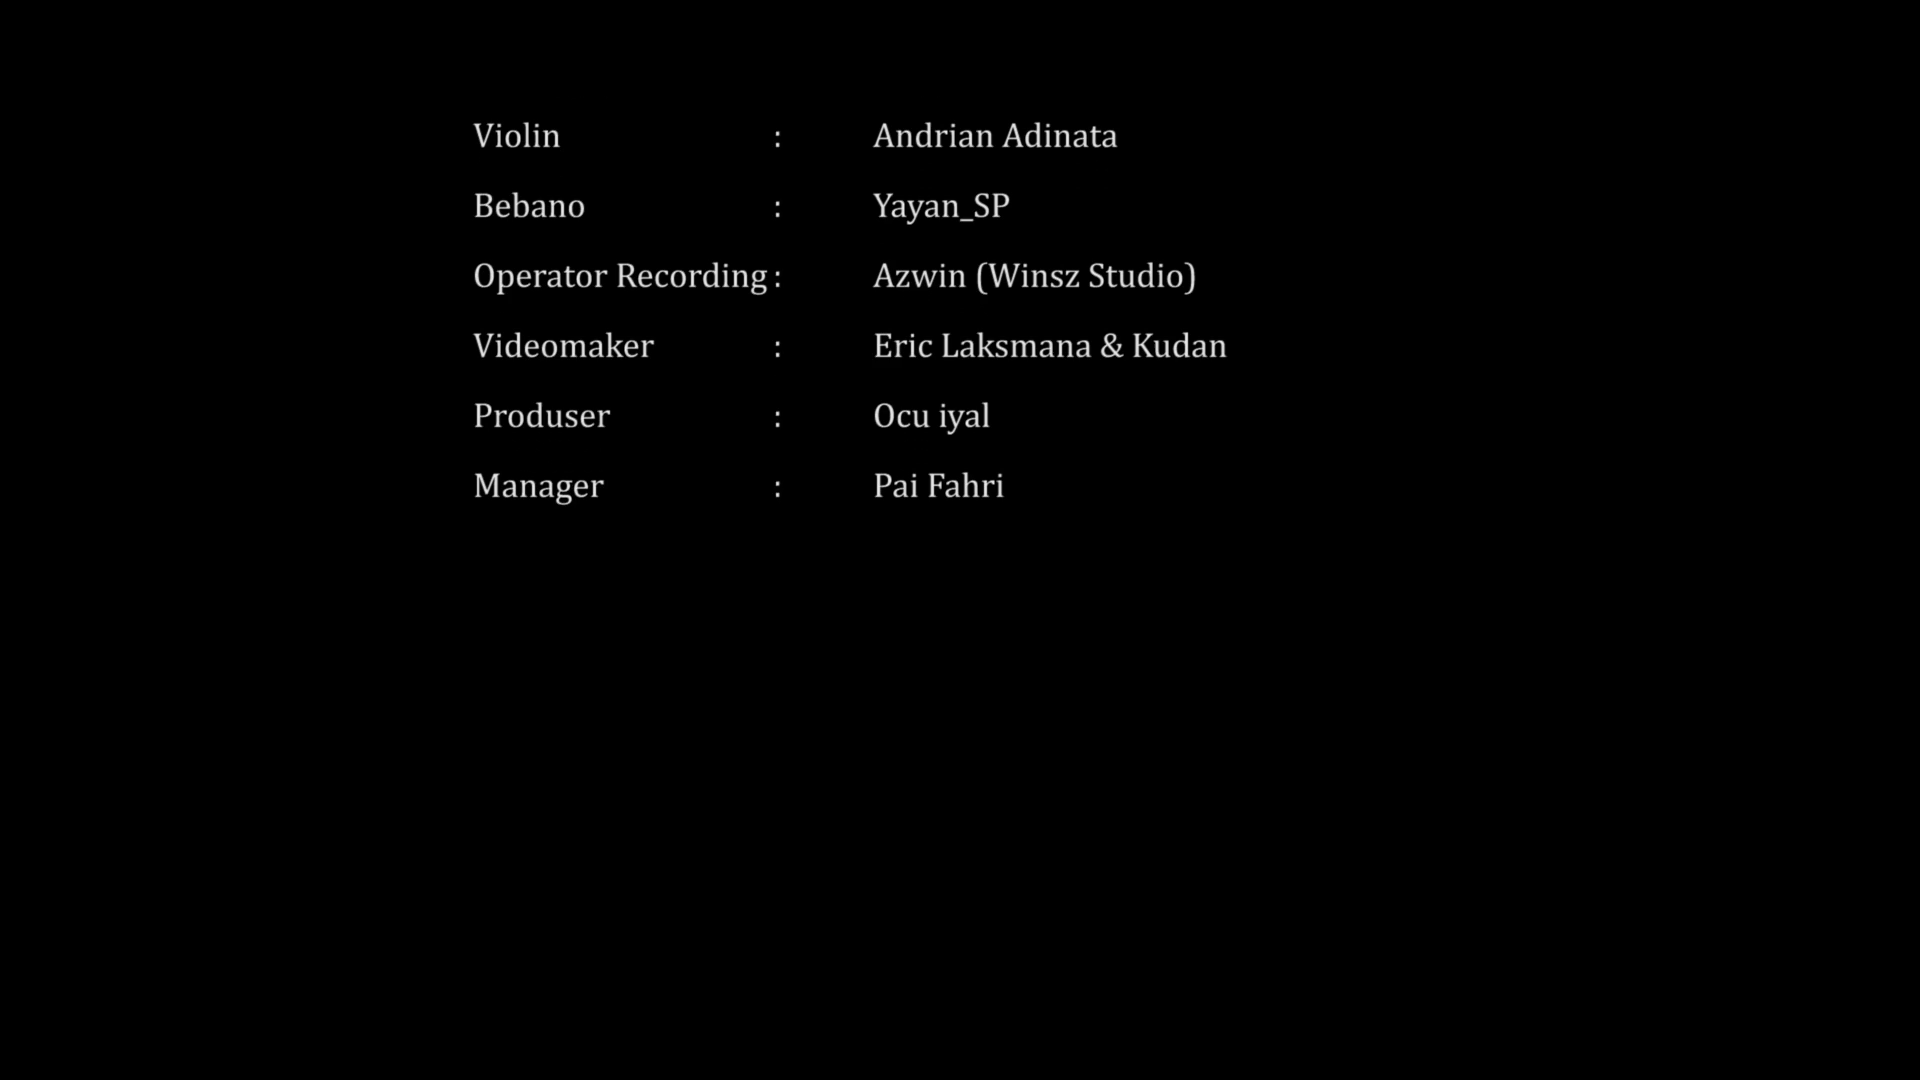 Violin : Andrian Adinata
Bebano : Yayan_SP
Operator Recording : Azwin (Winsz Studio)
Videomaker : Eric Laksmana & Kudan
Produser : Ocu iyal
Manager : Pai Fahri